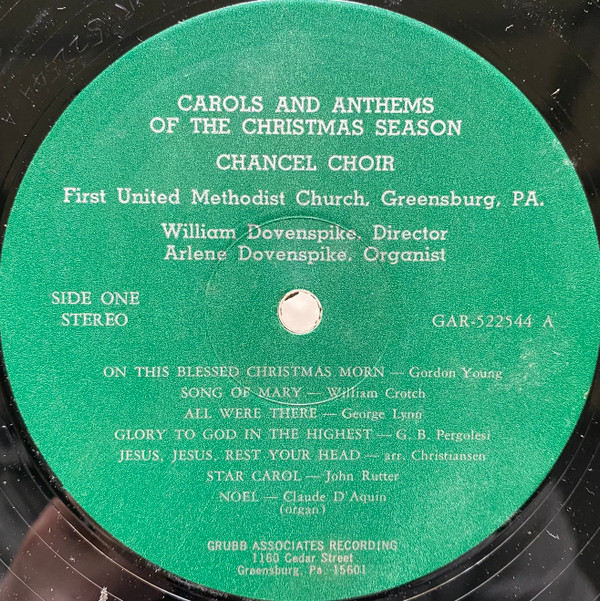 CAROLS AND ANTHEMS
OF THE CHRISTMAS SEASON
CHANCEL CHOIR
First United Methodist Church, Greensburg, PA.
William Dovenspike, Director
Arlene Dovenspike, Organist
SIDE ONE
STEREO
GAR-522544 A
ON THIS BLESSED CHRISTMAS MORN — Gordon Young
SONG OF MARY — William Crotch
ALL WERE THERE — George Lynn
GLORY TO GOD IN THE HIGHEST — G. B. Pergolesi
JESUS, JESUS, REST YOUR HEAD — arr. Christiansen
STAR CAROL — John Rutter
NOEL — Claude D'Aquin
(organ)
GRUBB ASSOCIATES RECORDING
1160 Cedar Street
Greensburg, Pa. 15601